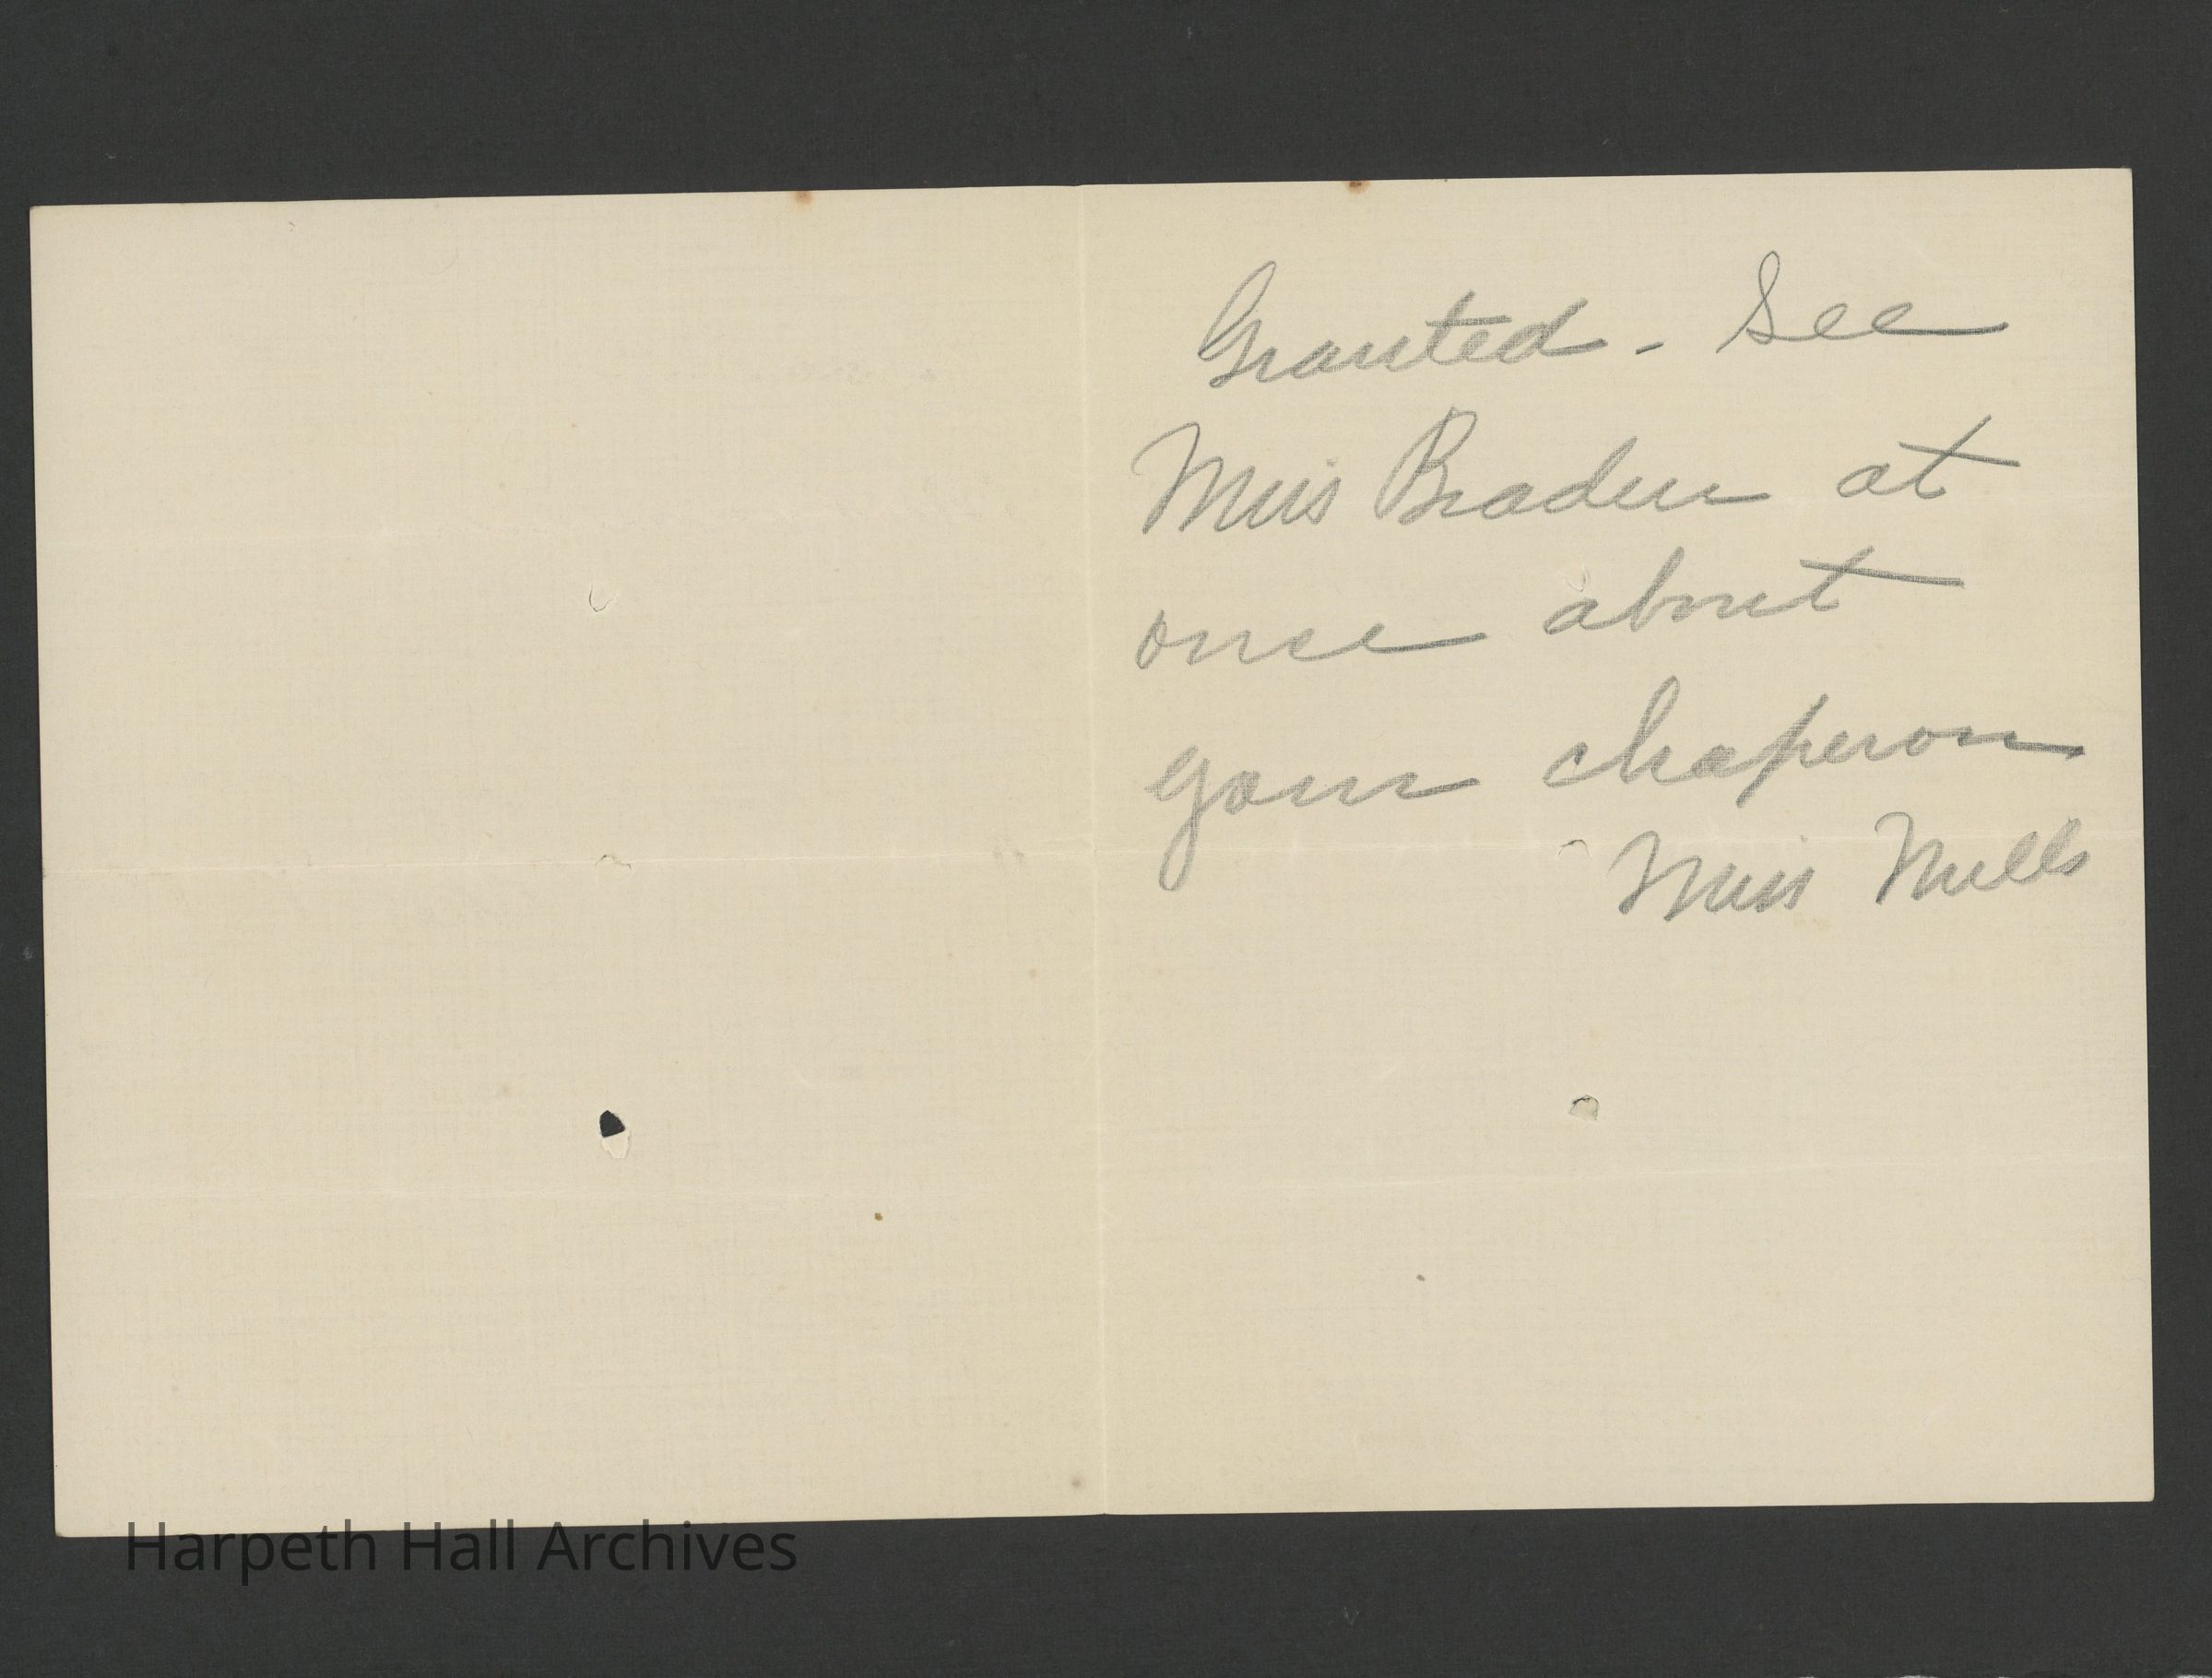 Granted - See
Miss Braden at
once about
your chaperon
Miss Mills
Harpeth Hall Archives